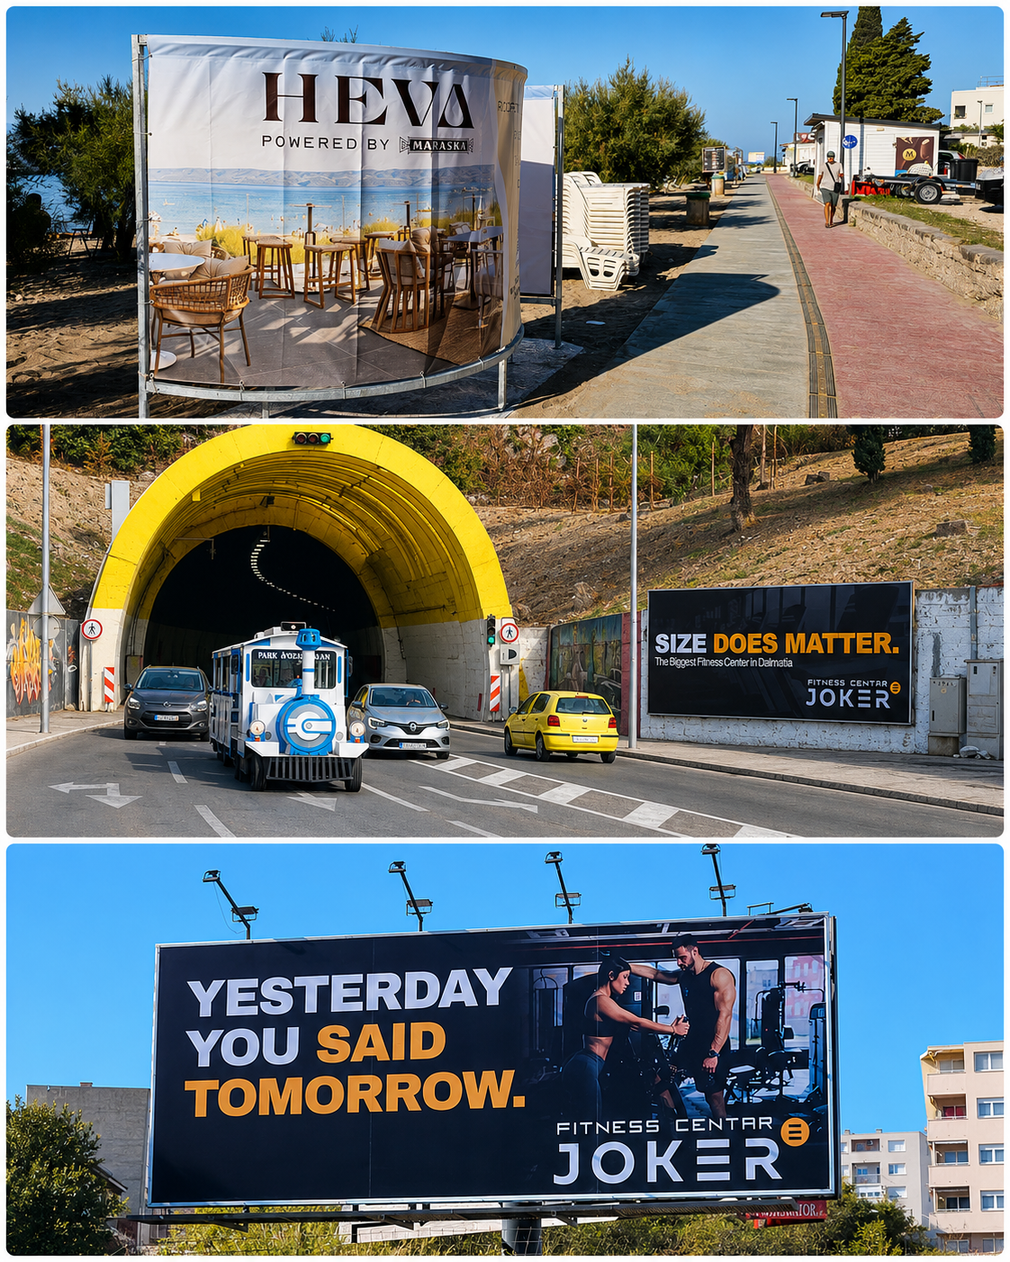 HEVA
POWERED BY MARASKA
M
SIZE DOES MATTER.
The Biggest Fitness Center in Dalmatia
FITNESS CENTAR
JOKER
YESTERDAY
YOU SAID
TOMORROW.
FITNESS CENTAR
JOKER